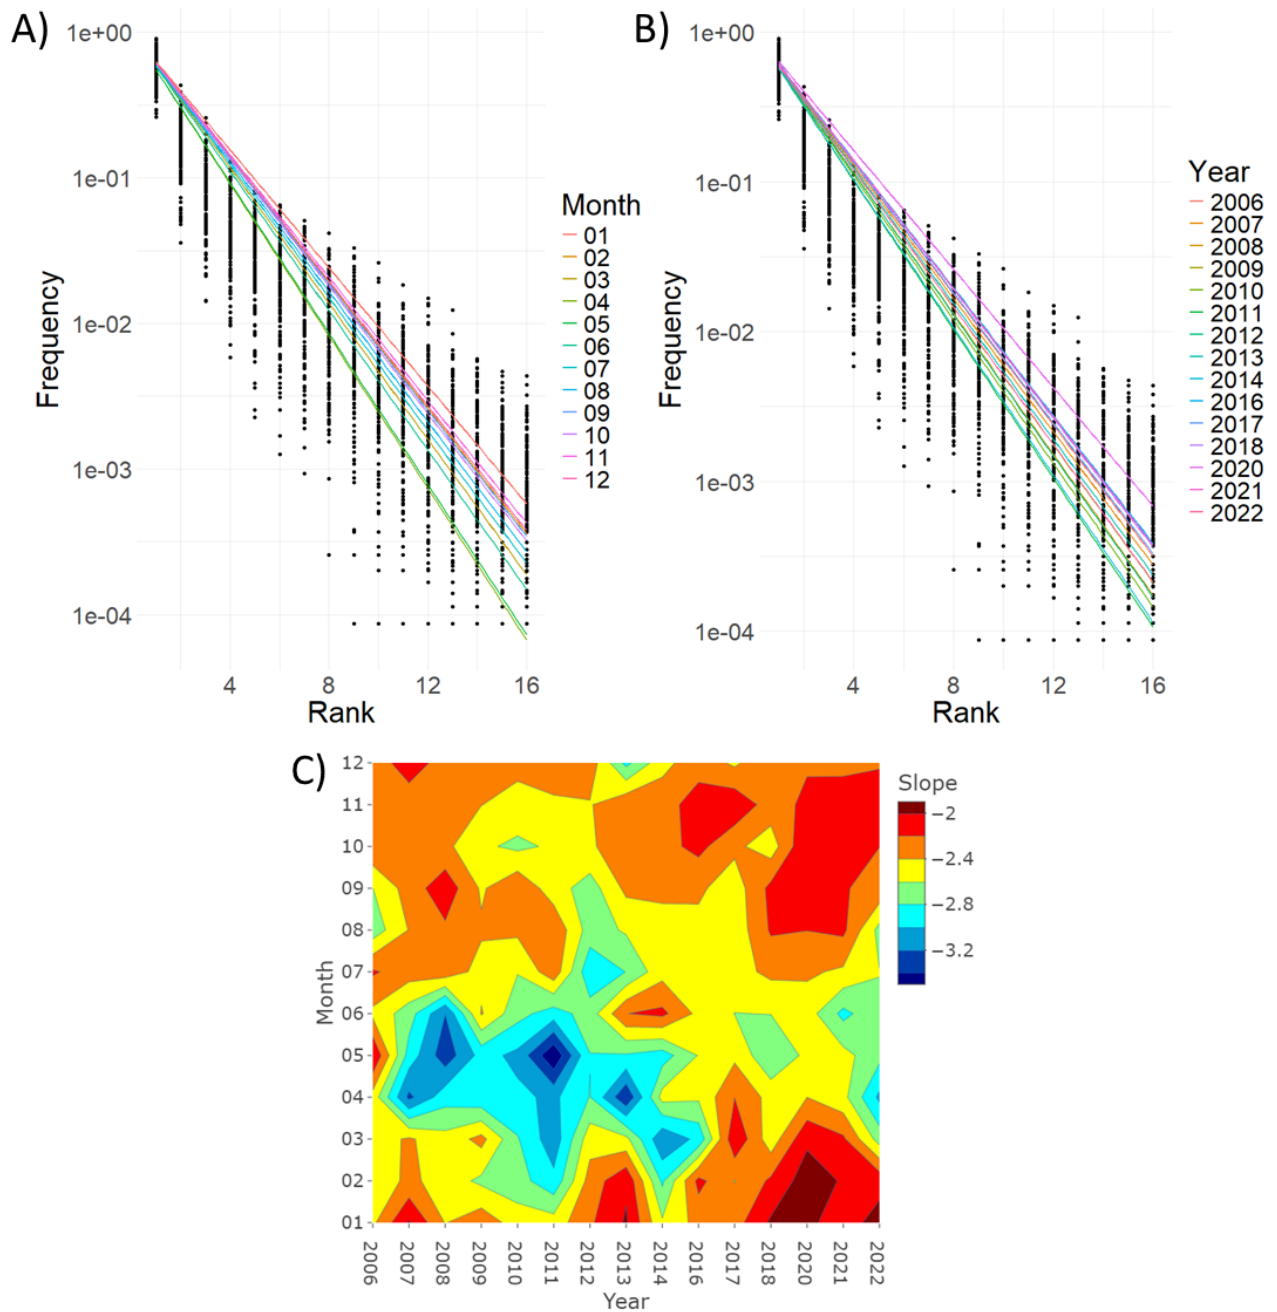 A)
1e+00
1e-01
1e-02
1e-03
1e-04
Frequency
4 8 12 16
Rank
Month
01
02
03
04
05
06
07
08
09
10
11
12
B)
1e+00
1e-01
1e-02
1e-03
1e-04
Frequency
4 8 12 16
Rank
Year
2006
2007
2008
2009
2010
2011
2012
2013
2014
2016
2017
2018
2020
2021
2022
C)
12
11
10
09
08
07
06
05
04
03
02
01
Month
2006 2007 2008 2009 2010 2011 2012 2013 2014 2016 2017 2018 2020 2021 2022
Year
Slope
−2
−2.4
−2.8
−3.2